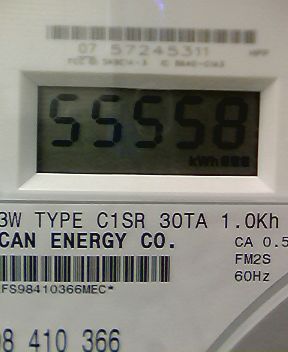 07 57245311
55558
kWh
3W TYPE C1SR 30TA 1.0Kh
CAN ENERGY CO.
CA 0.5
FM2S
60Hz
FS98410366MEC*
98 410 366